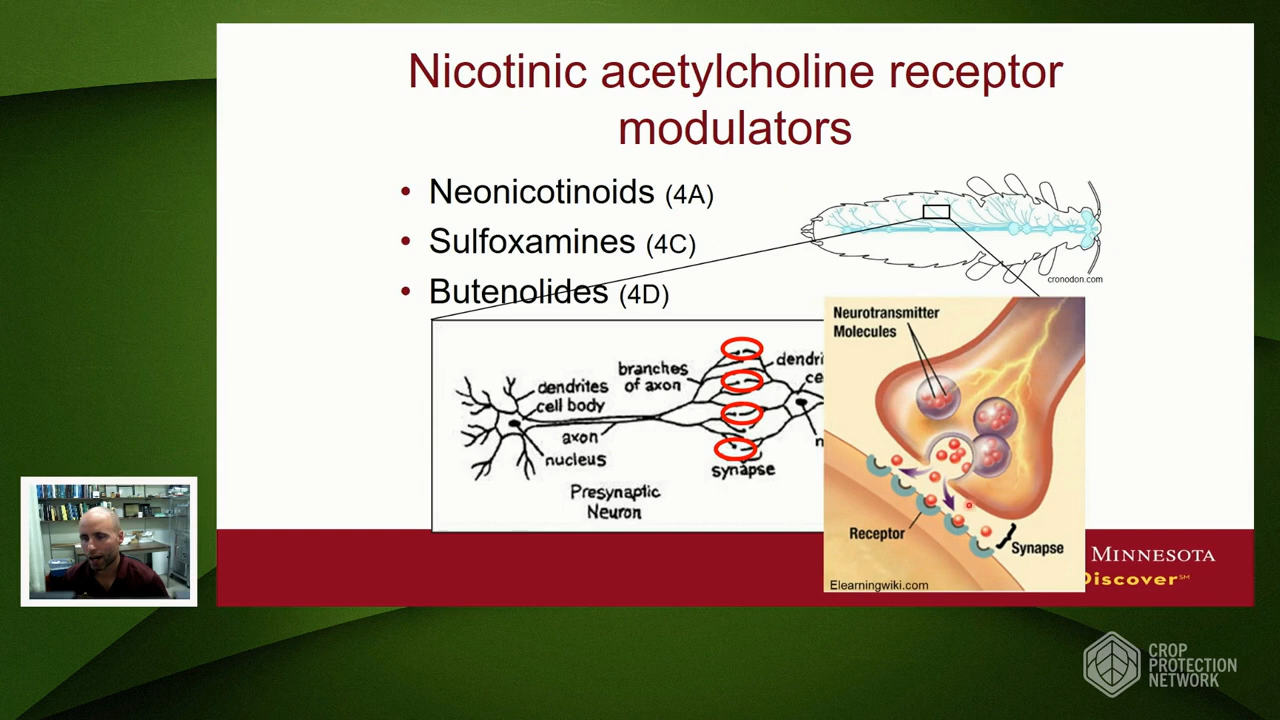 Nicotinic acetylcholine receptor
modulators
• Neonicotinoids (4A)
• Sulfoxamines (4C)
• Butenolides (4D)
cronodon.com
dendrites
cell body
axon
nucleus
branches
of axon
dendri
ce
n
synapse
Presynaptic
Neuron
Neurotransmitter
Molecules
Receptor
Synapse
Elearningwiki.com
MINNESOTA
Discover℠
CROP
PROTECTION
NETWORK